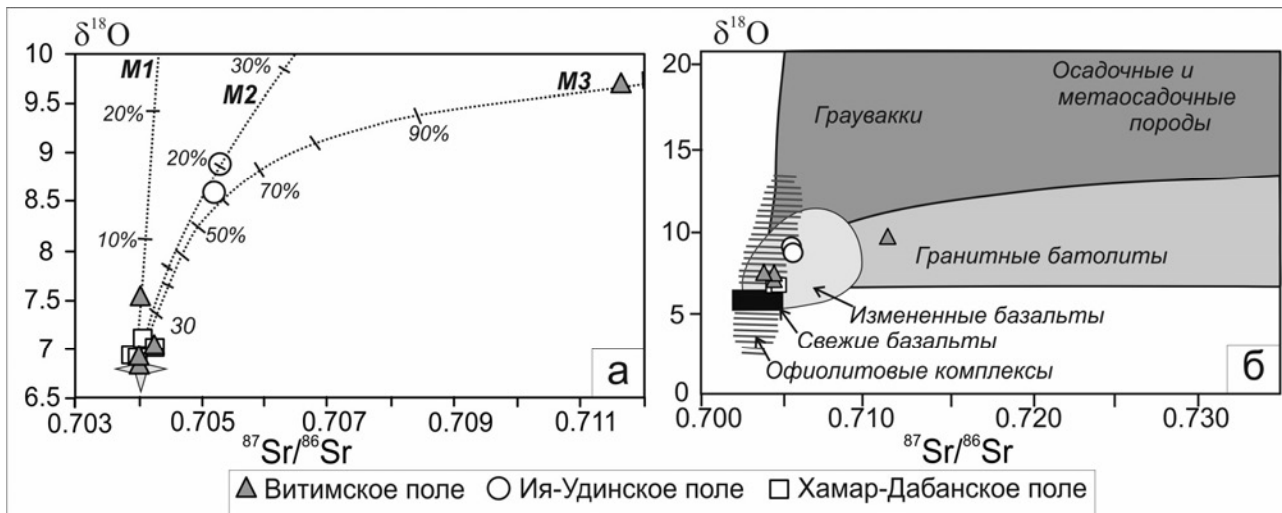 δ¹⁸O
10
9.5
9
8.5
8
7.5
7
6.5
0.703
0.705
0.707
0.709
0.711
⁸⁷Sr/⁸⁶Sr
M1
M2
M3
30%
20%
20%
10%
90%
70%
50%
30
а
δ¹⁸O
20
15
10
5
0
0.700
0.710
0.720
0.730
⁸⁷Sr/⁸⁶Sr
Осадочные и
метаосадочные
породы
Граувакки
Гранитные батолиты
Измененные базальты
Свежие базальты
Офиолитовые комплексы
б
Витимское поле Ия-Удинское поле Хамар-Дабанское поле